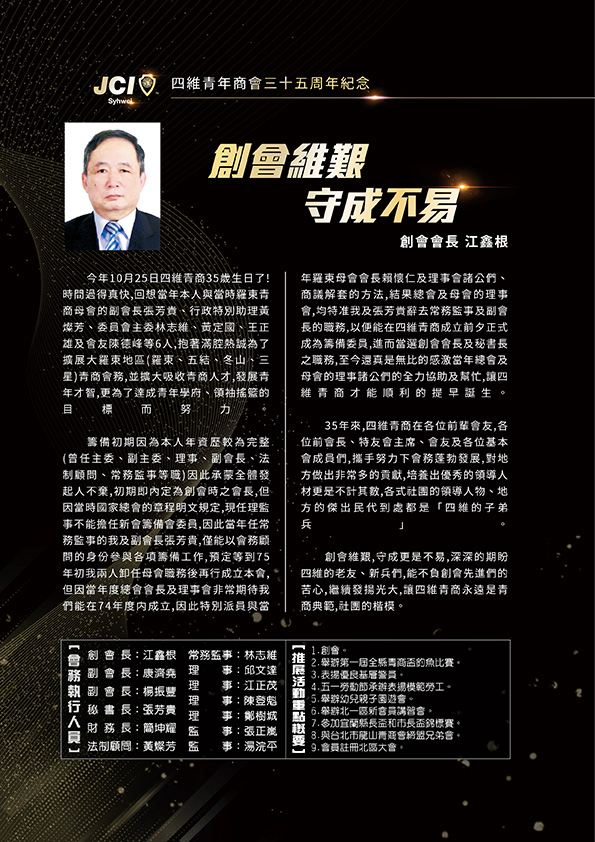 JCI
Syhwei
四維青年商會三十五周年紀念
創會維艱
守成不易
創會會長 江鑫根
今年10月25日四維青商35歲生日了!
時間過得真快,回想當年本人與當時羅東青
商母會的副會長張芳貴、行政特別助理黃
燦芳、委員會主委林志維、黃定國、王正
雄及會友陳德峰等6人,抱著滿腔熱誠為了
擴展大羅東地區(羅東、五結、冬山、三
星)青商會務,並擴大吸收青商人才,發展青
年才智,更為了達成青年學府、領袖搖籃的
目標而努力。
籌備初期因為本人年資歷較為完整
(曾任主委、副主委、理事、副會長、法
制顧問、常務監事等職)因此承蒙全體發
起人不棄,初期即內定為創會時之會長,但
因當時國家總會的章程明文規定,現任理監
事不能擔任新會籌備會委員,因此當年任常
務監事的我及副會長張芳貴,僅能以會務顧
問的身份參與各項籌備工作,預定等到75
年初我兩人卸任母會職務後再行成立本會,
但因當年度總會會長及理事會非常期待我
們能在74年度內成立,因此特別派員與當
年羅東母會會長賴懷仁及理事會諸公們、
商議解套的方法,結果總會及母會的理事
會,均特准我及張芳貴辭去常務監事及副會
長的職務,以便能在四維青商成立前夕正式
成為籌備委員,進而當選創會會長及秘書長
之職務,至今還真是無比的感激當年總會及
母會的理事諸公們的全力協助及幫忙,讓四
維青商才能順利的提早誕生。
35年來,四維青商在各位前輩會友,各
位前會長、特友會主席、會友及各位基本
會成員們,攜手努力下會務蓬勃發展,對地
方做出非常多的貢獻,培養出優秀的領導人
材更是不計其數,各式社團的領導人物、地
方的傑出民代到處都是「四維的子弟
兵」。
創會維艱,守成更是不易,深深的期盼
四維的老友、新兵們,能不負創會先進們的
苦心,繼續發揚光大,讓四維青商永遠是青
商典範,社團的楷模。
【會務執行人員】
創會長:江鑫根 常務監事:林志維
副會長:康濟堯 理事:邱文達
副會長:楊振豐 理事:江正茂
秘書長:張芳貴 理事:陳登魁
財務長:簡坤耀 理事:鄭樹城
法制顧問:黃燦芳 監事:張正嵐
監事:湯浣平
【推展活動重點概要】
1.創會。
2.舉辦第一屆全縣青商盃釣魚比賽。
3.表揚優良基層警員。
4.五一勞動節承辦表揚模範勞工。
5.舉辦幼兒親子園遊會。
6.舉辦北一區新會員講習會。
7.參加宜蘭縣長盃和市長盃錦標賽。
8.與台北市龍山青商會締盟兄弟會。
9.會員註冊北區大會。